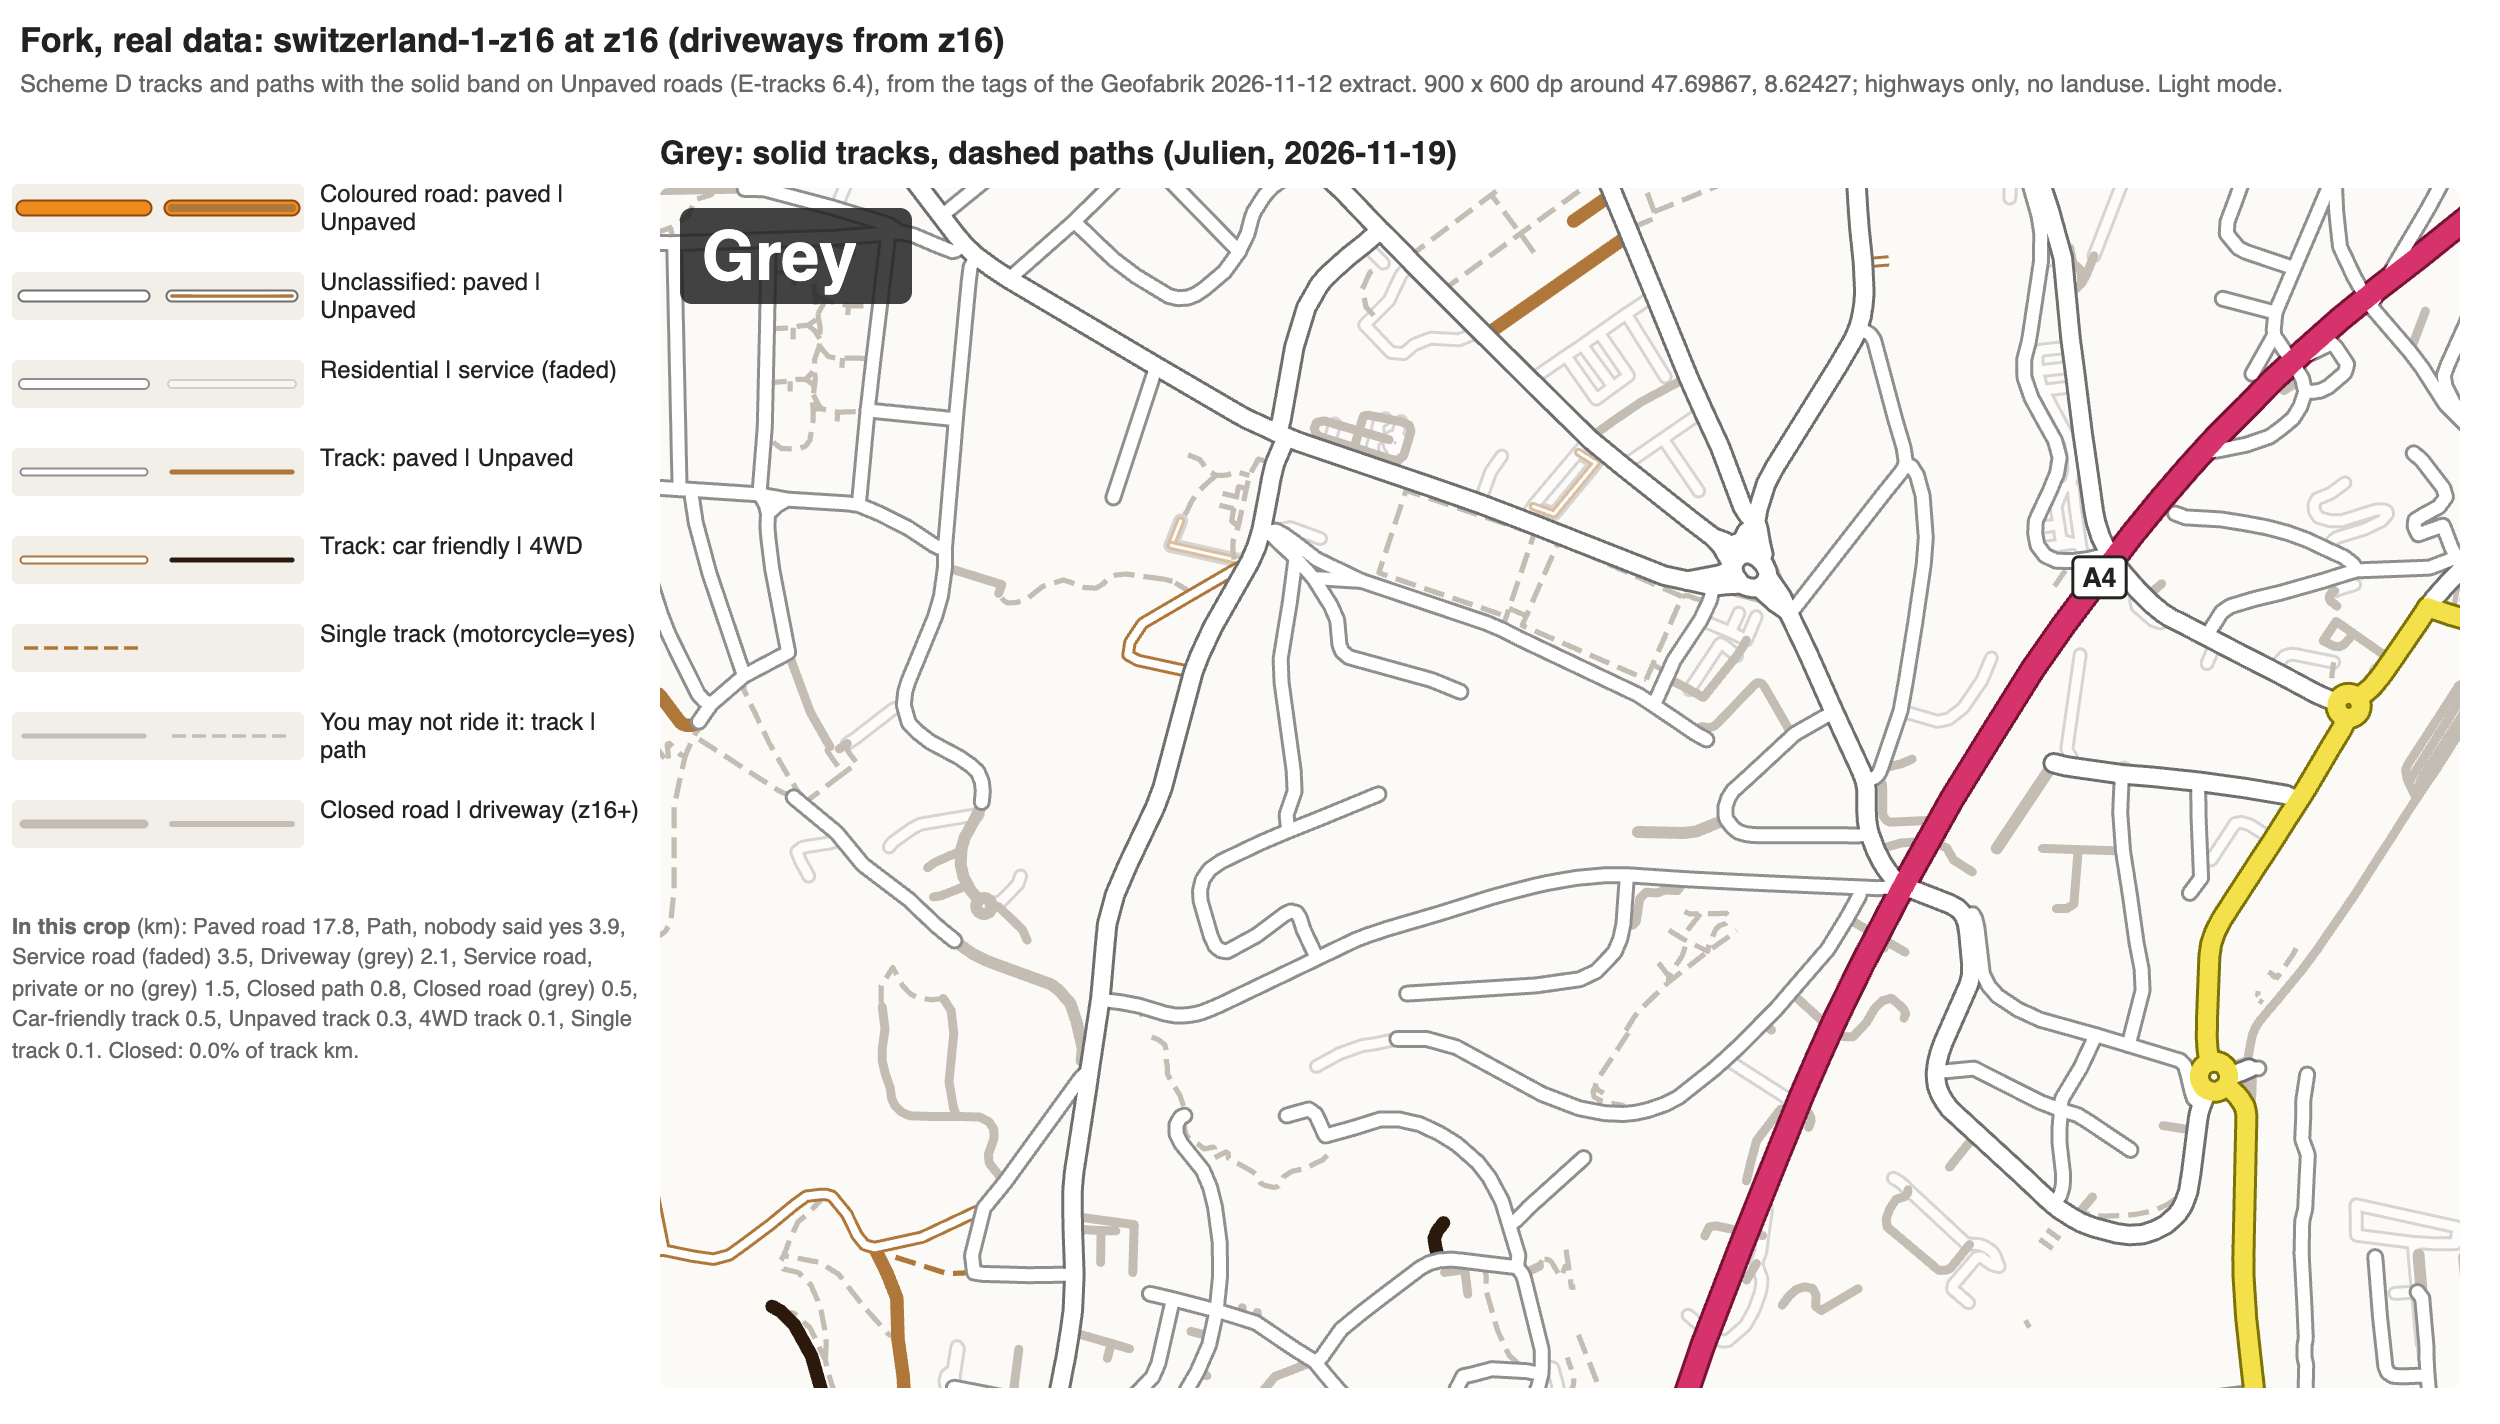 Fork, real data: switzerland-1-z16 at z16 (driveways from z16)
Scheme D tracks and paths with the solid band on Unpaved roads (E-tracks 6.4), from the tags of the Geofabrik 2026-11-12 extract. 900 x 600 dp around 47.69867, 8.62427; highways only, no landuse. Light mode.
Grey: solid tracks, dashed paths (Julien, 2026-11-19)
Coloured road: paved |
Unpaved
Unclassified: paved |
Unpaved
Residential | service (faded)
Track: paved | Unpaved
Track: car friendly | 4WD
Single track (motorcycle=yes)
You may not ride it: track |
path
Closed road | driveway (z16+)
In this crop (km): Paved road 17.8, Path, nobody said yes 3.9,
Service road (faded) 3.5, Driveway (grey) 2.1, Service road,
private or no (grey) 1.5, Closed path 0.8, Closed road (grey) 0.5,
Car-friendly track 0.5, Unpaved track 0.3, 4WD track 0.1, Single
track 0.1. Closed: 0.0% of track km.
Grey
A4